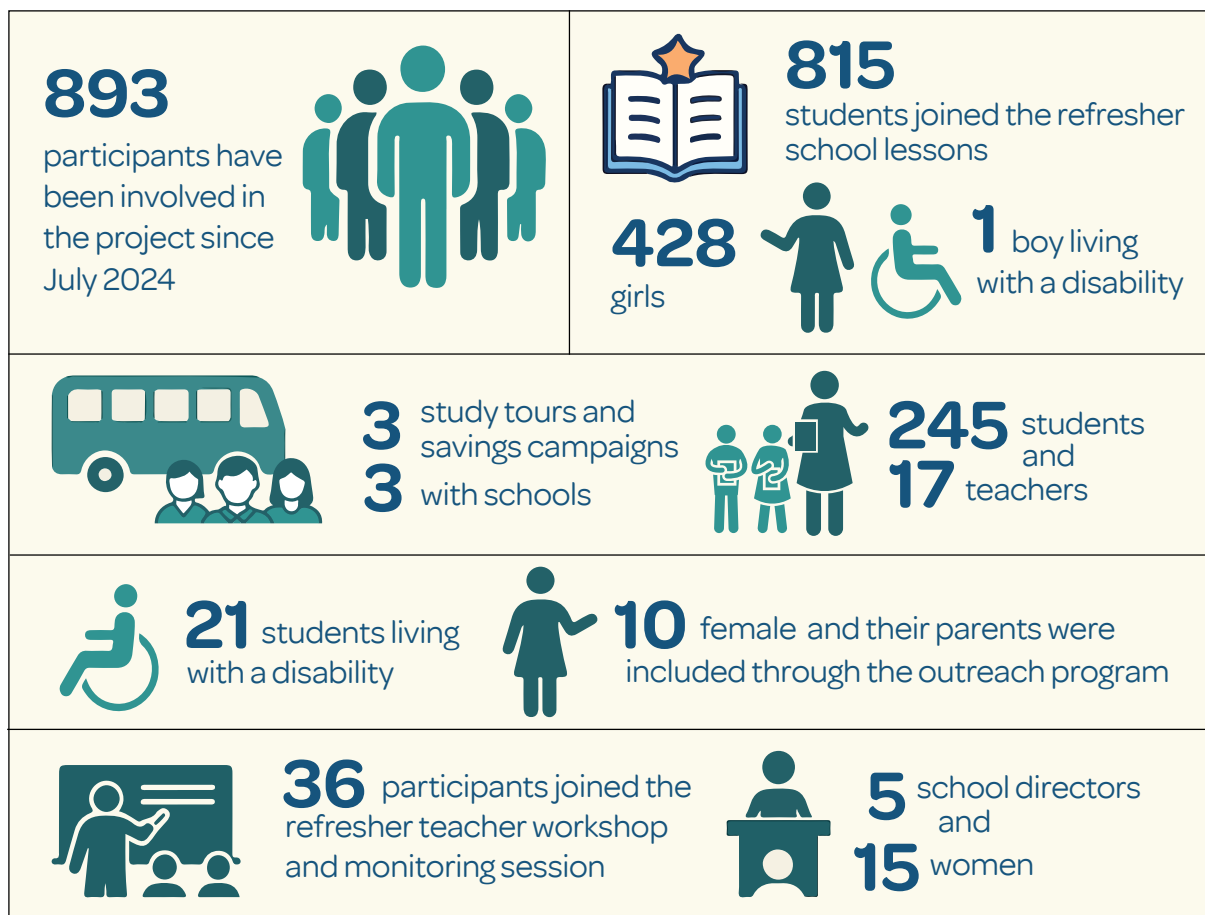 893
participants have
been involved in
the project since
July 2024
815
students joined the refresher
school lessons
428
girls
1 boy living
with a disability
3 study tours and
savings campaigns
3 with schools
245 students
and
17 teachers
21 students living
with a disability
10 female and their parents were
included through the outreach program
36 participants joined the
refresher teacher workshop
and monitoring session
5 school directors
and
15 women